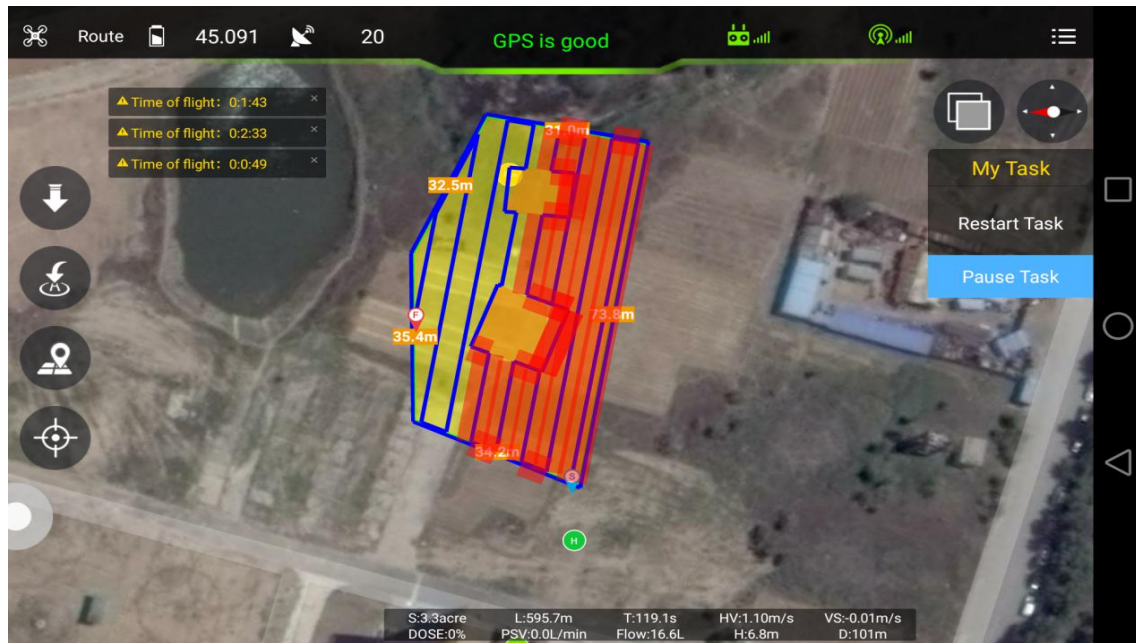 Route 45.091 20 GPS is good
Time of flight: 0:1:43 ×
Time of flight: 0:2:33 ×
Time of flight: 0:0:49 ×
31.0m
My Task
32.5m
Restart Task
Pause Task
F
73.8m
35.4m
34.2m
S
H
S:3.3acre L:595.7m T:119.1s HV:1.10m/s VS:-0.01m/s
DOSE:0% PSV:0.0L/min Flow:16.6L H:6.8m D:101m